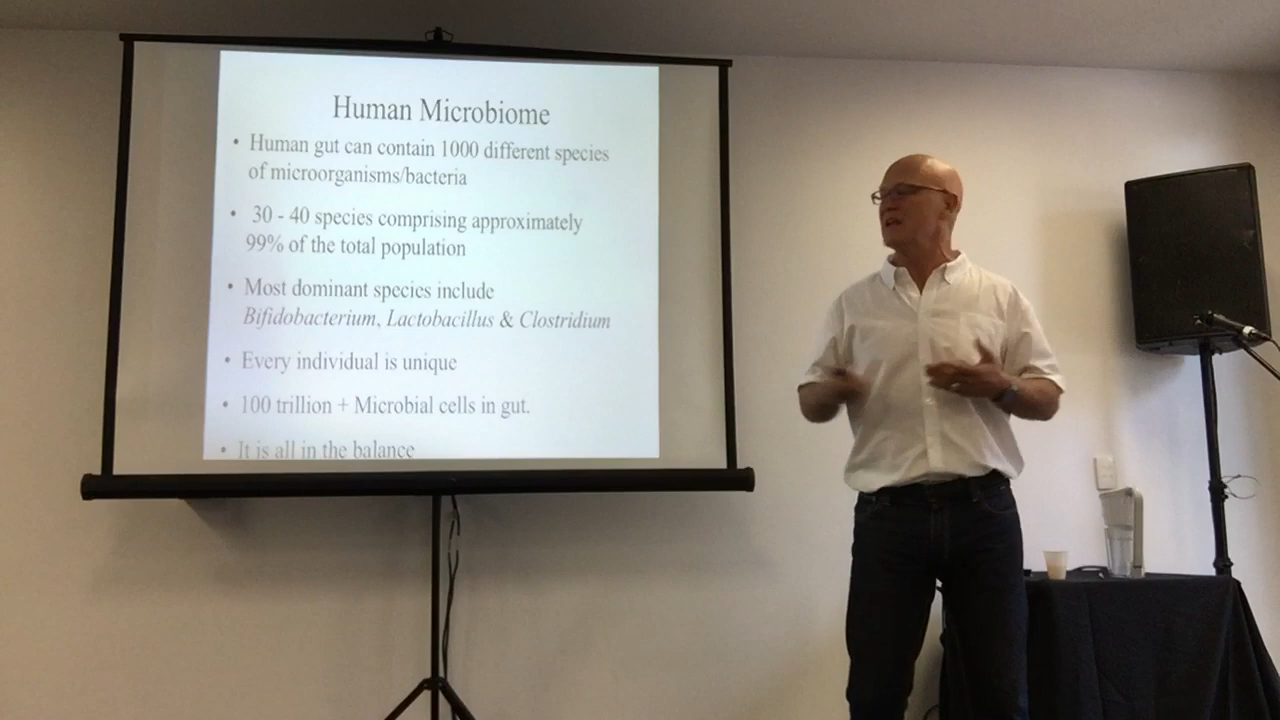 Human Microbiome
• Human gut can contain 1000 different species
of microorganisms/bacteria
• 30 - 40 species comprising approximately
99% of the total population
• Most dominant species include
Bifidobacterium, Lactobacillus & Clostridium
• Every individual is unique
• 100 trillion + Microbial cells in gut.
• It is all in the balance